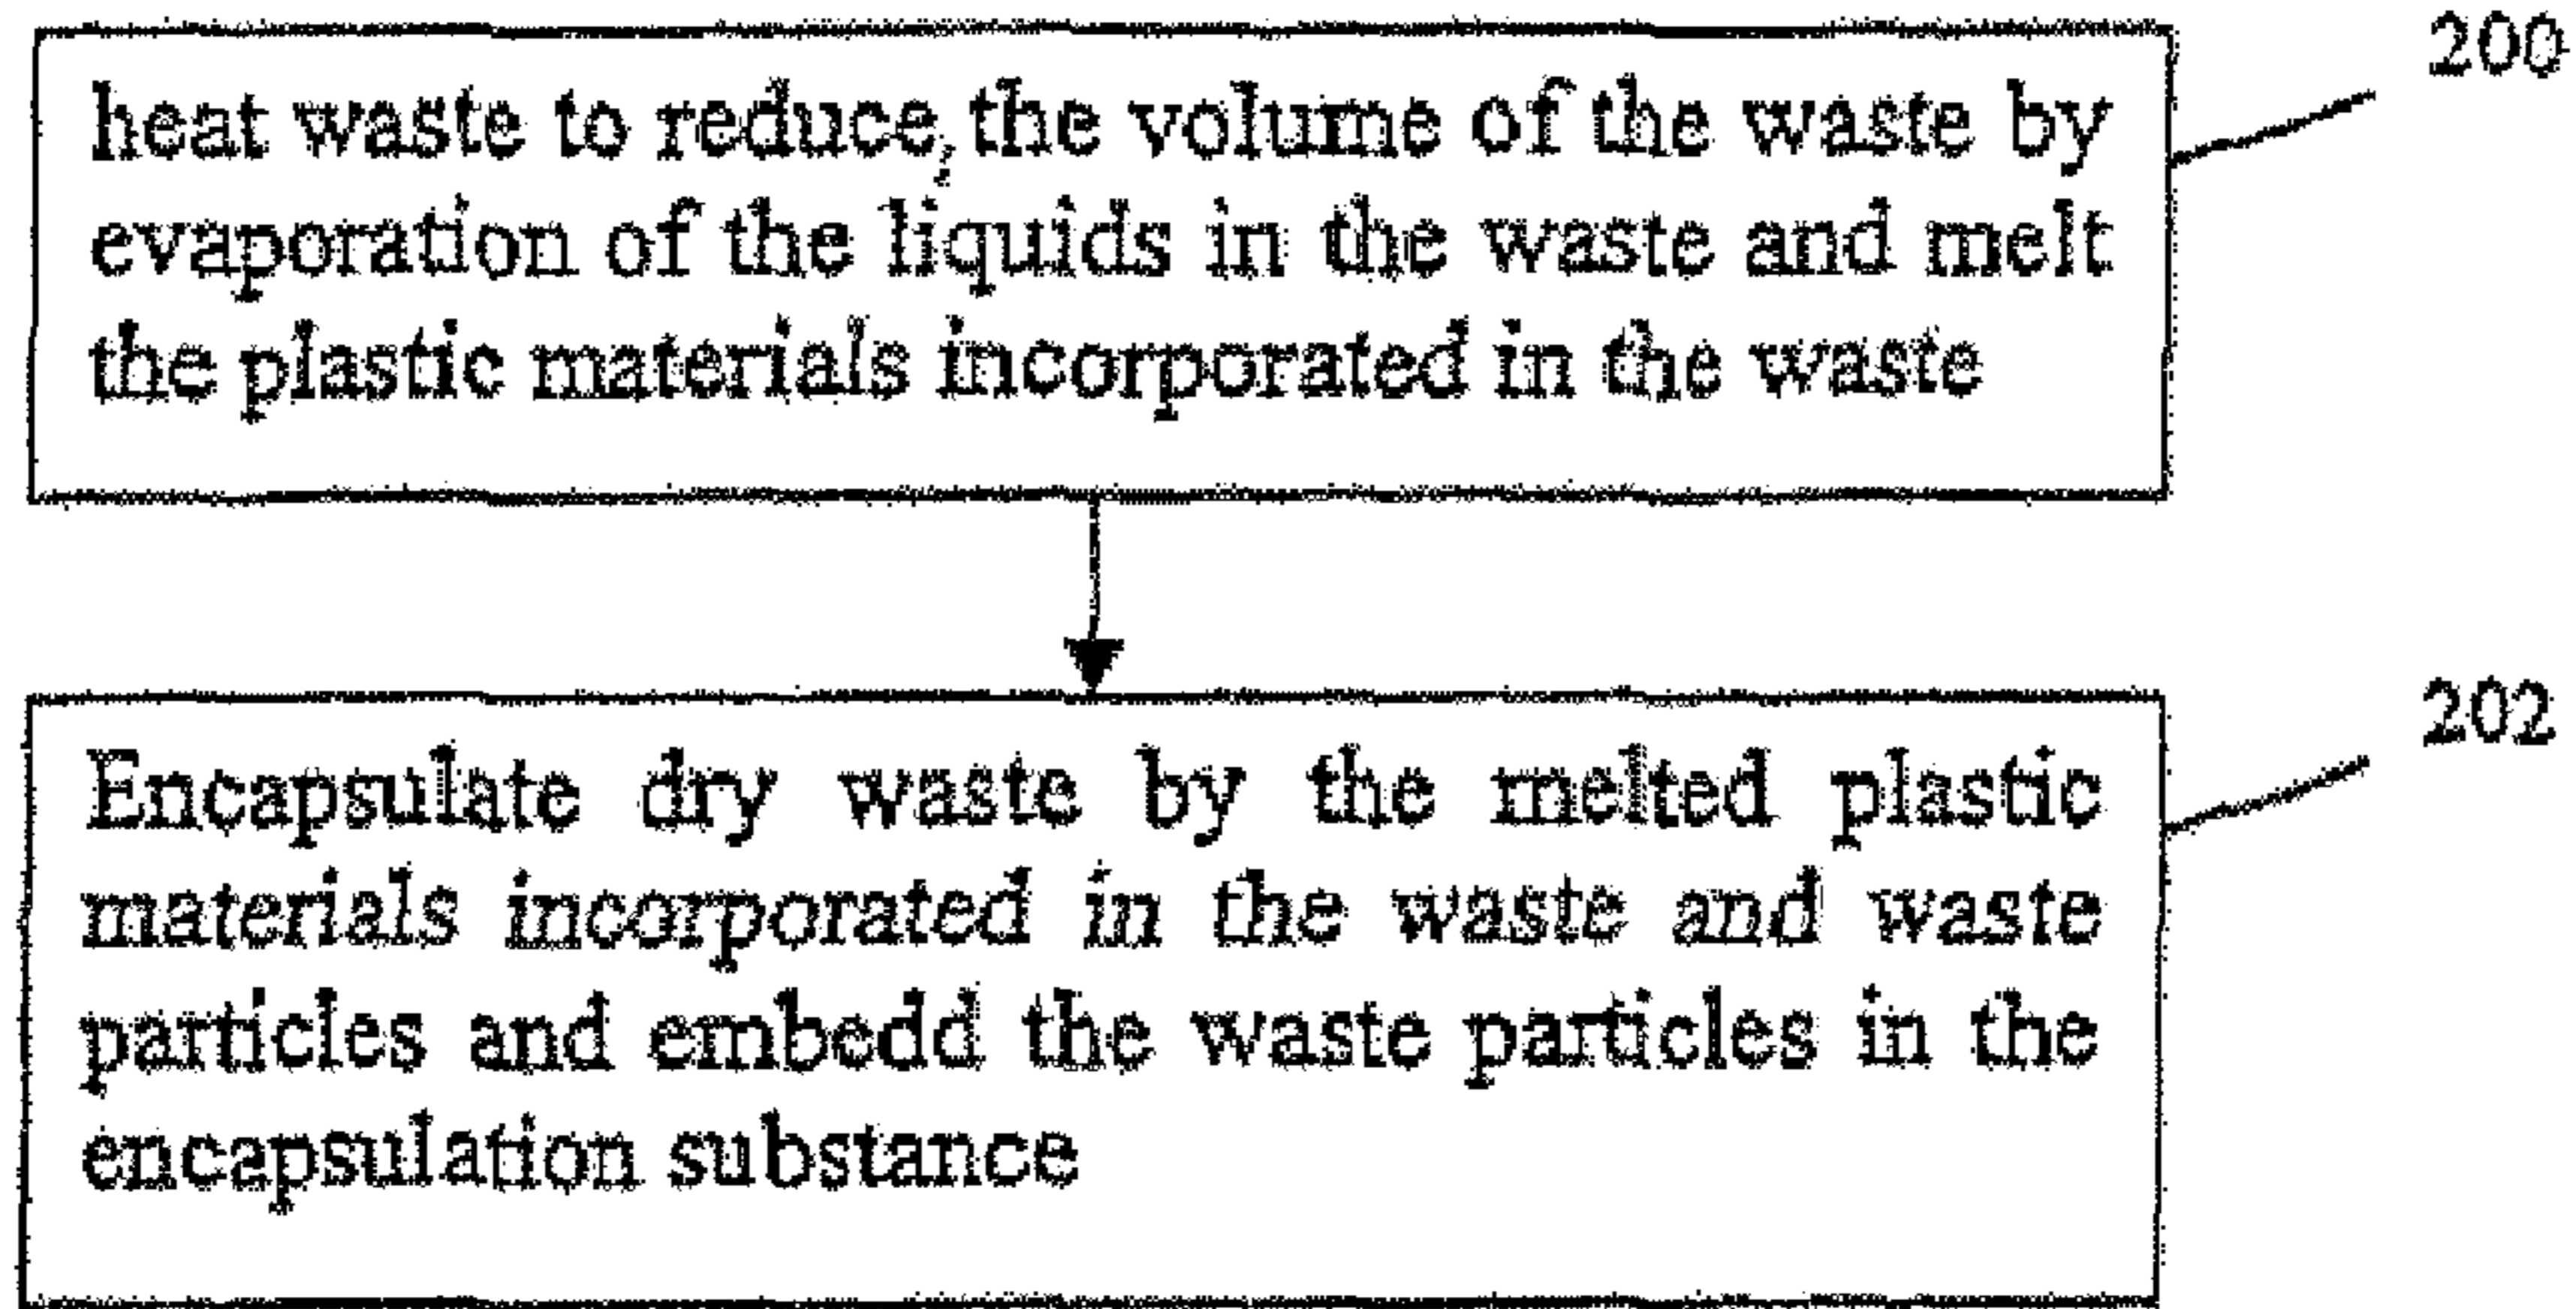 200
heat waste to reduce the volume of the waste by
evaporation of the liquids in the waste and melt
the plastic materials incorporated in the waste
202
Encapsulate dry waste by the melted plastic
materials incorporated in the waste and waste
particles and embedd the waste particles in the
encapsulation substance